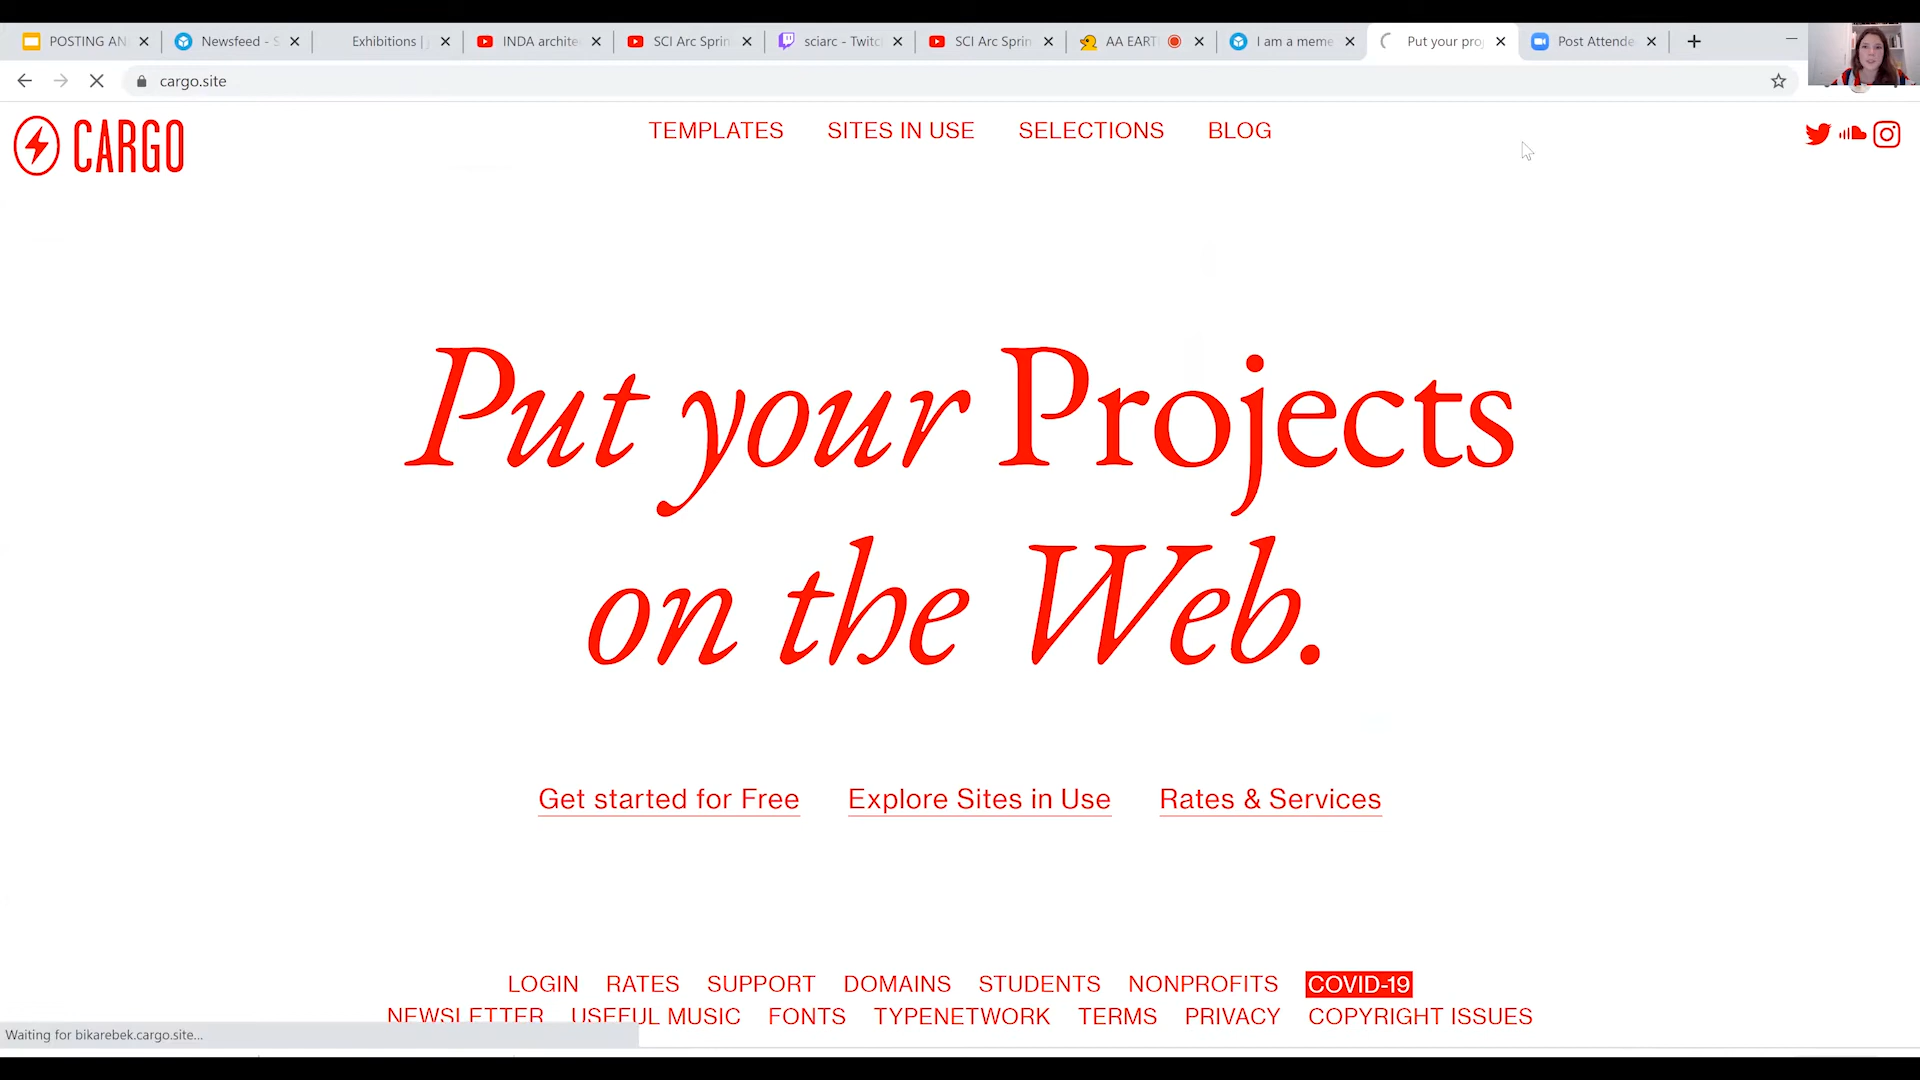 POSTING AN
Newsfeed - S
Exhibitions |
INDA archite
SCI Arc Sprin
sciarc - Twitc
SCI Arc Sprin
AA EART
I am a meme
Put your proj
Post Attende
cargo.site
CARGO
TEMPLATES SITES IN USE SELECTIONS BLOG
Put your Projects
on the Web.
Get started for Free Explore Sites in Use Rates & Services
LOGIN RATES SUPPORT DOMAINS STUDENTS NONPROFITS COVID-19
NEWSLETTER USEFUL MUSIC FONTS TYPENETWORK TERMS PRIVACY COPYRIGHT ISSUES
Waiting for bikarebek.cargo.site...